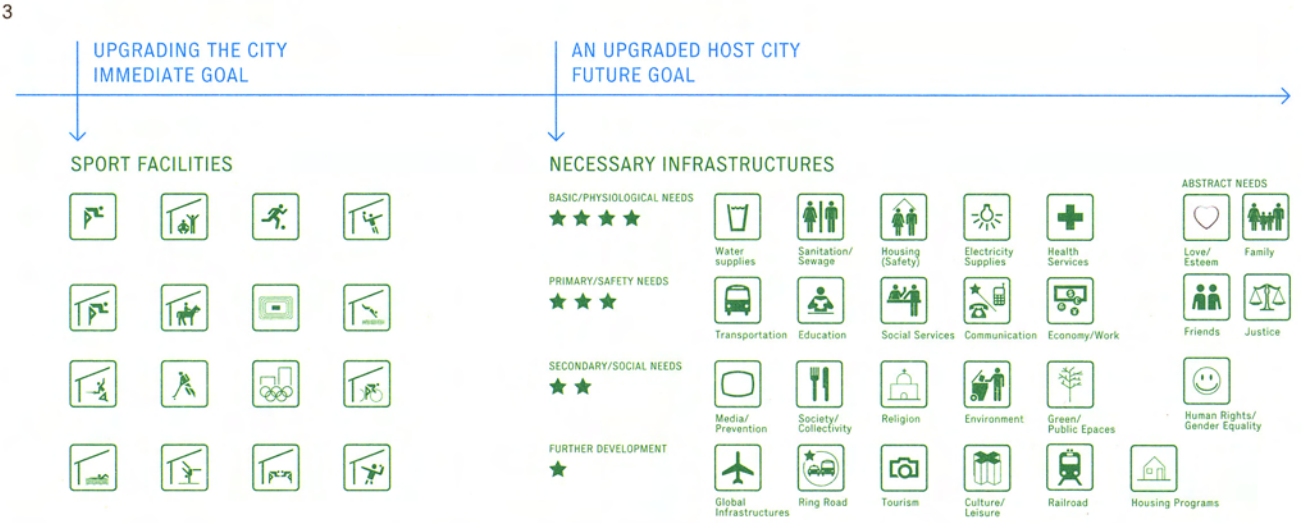 3
UPGRADING THE CITY
IMMEDIATE GOAL
AN UPGRADED HOST CITY
FUTURE GOAL
SPORT FACILITIES
NECESSARY INFRASTRUCTURES
BASIC/PHYSIOLOGICAL NEEDS
ABSTRACT NEEDS
Water
supplies
Sanitation/
Sewage
Housing
(Safety)
Electricity
Supplies
Health
Services
Love/
Esteem
Family
PRIMARY/SAFETY NEEDS
Transportation
Education
Social Services
Communication
Economy/Work
Friends
Justice
SECONDARY/SOCIAL NEEDS
Media/
Prevention
Society/
Collectivity
Religion
Environment
Green/
Public Epaces
Human Rights/
Gender Equality
FURTHER DEVELOPMENT
Global
Infrastructures
Ring Road
Tourism
Culture/
Leisure
Railroad
Housing Programs